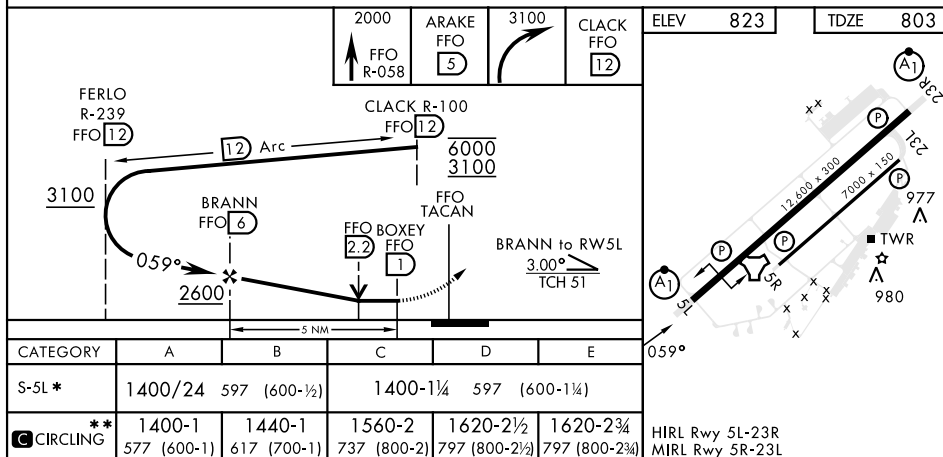 2000
FFO
R-058
ARAKE
FFO
5
3100
CLACK
FFO
12
ELEV 823
TDZE 803
FERLO
R-239
FFO 12
12 Arc
CLACK R-100
FFO 12
6000
3100
3100
BRANN
FFO 6
FFO
TACAN
FFO
2.2
BOXEY
FFO
1
BRANN to RW5L
3.00°
TCH 51
059°
2600
5 NM
A1
23R
P
23L
12,600 x 300
7000 x 150
P
977
TWR
P
P
980
A1
5R
5L
x x
x
x
x
x
x
059°
CATEGORY A B C D E
S-5L * 1400/24 597 (600-½) 1400-1¼ 597 (600-1¼)
C CIRCLING ** 1400-1 1440-1 1560-2 1620-2½ 1620-2¾
577 (600-1) 617 (700-1) 737 (800-2) 797 (800-2½) 797 (800-2¾)
HIRL Rwy 5L-23R
MIRL Rwy 5R-23L